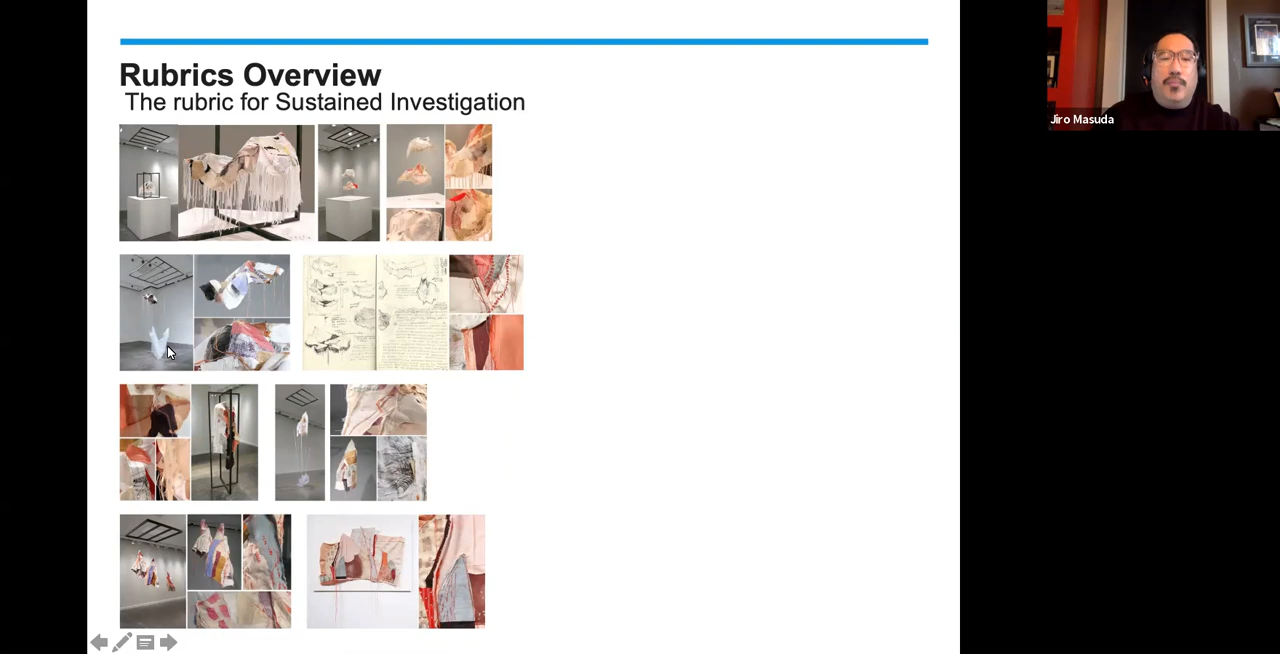 Rubrics Overview
The rubric for Sustained Investigation
Jiro Masuda